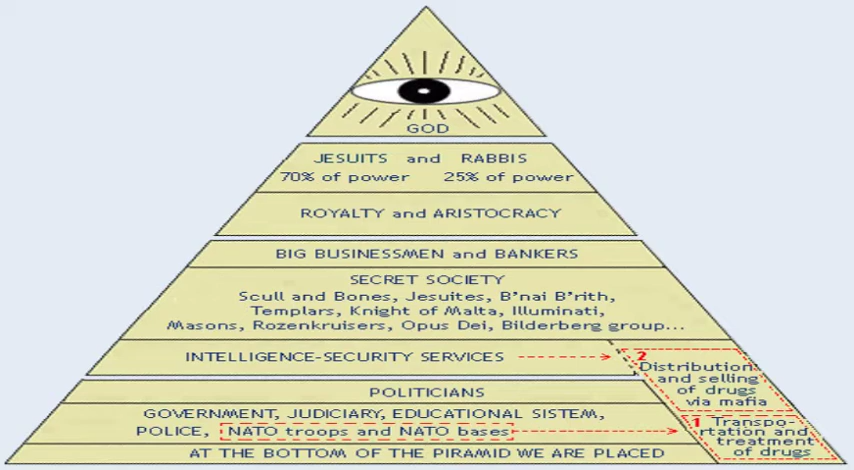 GOD
JESUITS and RABBIS
70% of power 25% of power
ROYALTY and ARISTOCRACY
BIG BUSINESSMEN and BANKERS
SECRET SOCIETY
Scull and Bones, Jesuites, B'nai B'rith,
Templars, Knight of Malta, Illuminati,
Masons, Rozenkruisers, Opus Dei, Bilderberg group...
INTELLIGENCE-SECURITY SERVICES
2
Distribution
and selling
of drugs
via mafia
POLITICIANS
GOVERNMENT, JUDICIARY, EDUCATIONAL SISTEM,
POLICE, NATO troops and NATO bases
1 Transpo-
rtation and
treatment
of drugs
AT THE BOTTOM OF THE PIRAMID WE ARE PLACED